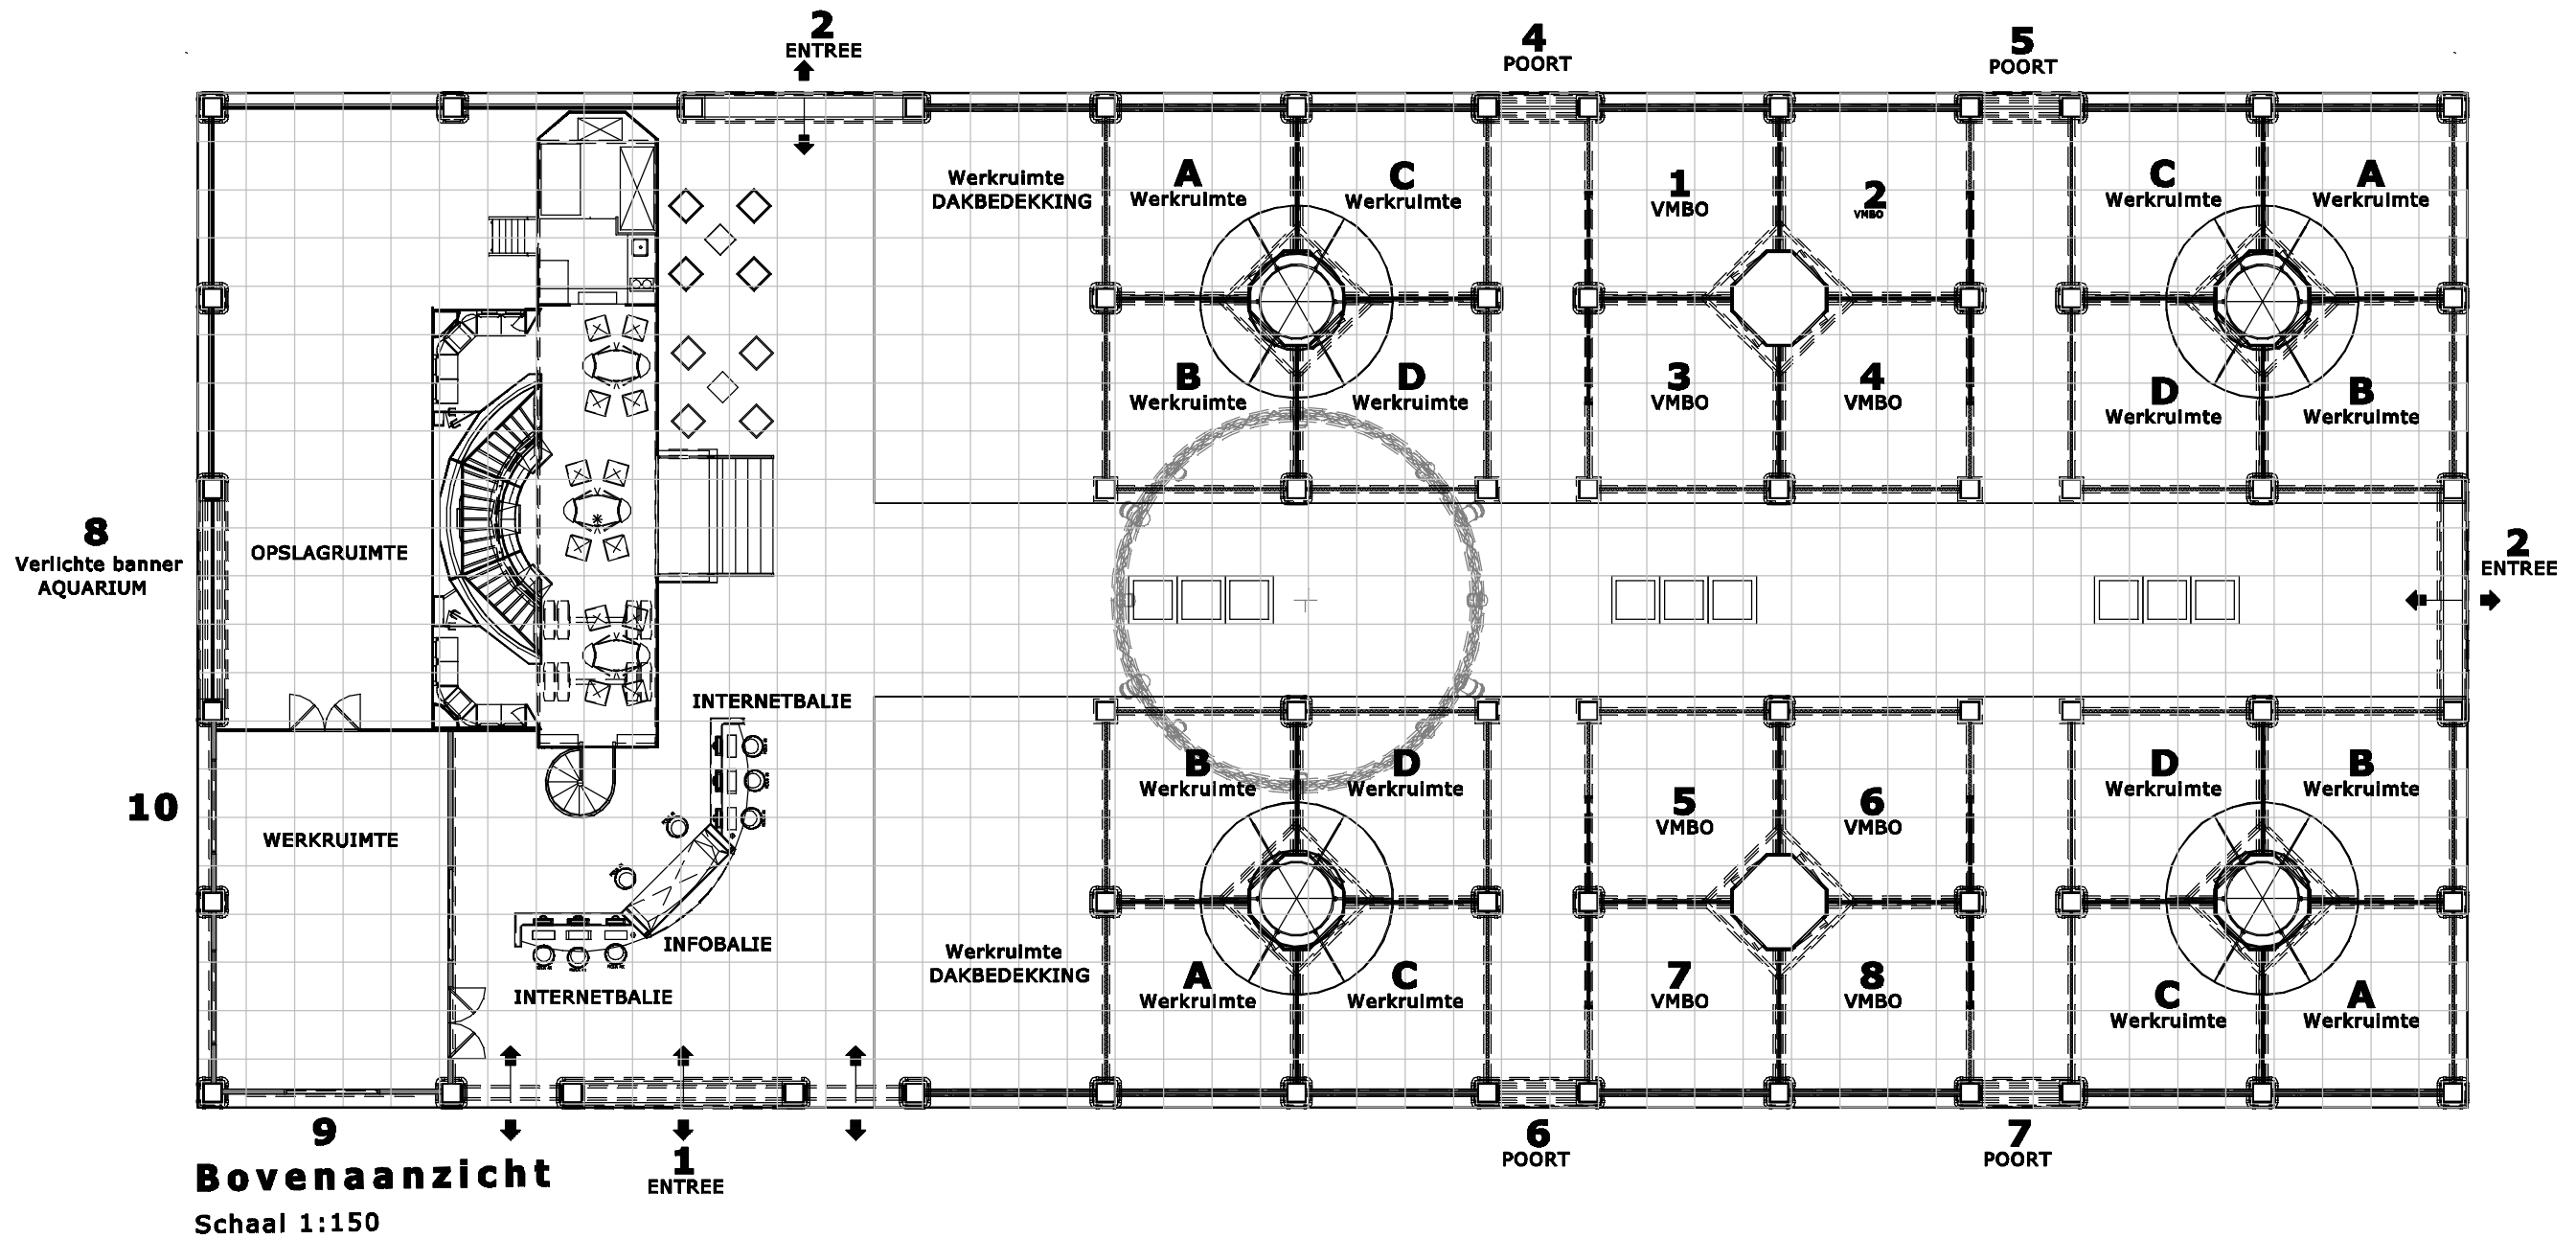 2
ENTREE
4
POORT
5
POORT
Werkruimte
DAKBEDEKKING
A
Werkruimte
C
Werkruimte
1
VMBO
2
VMBO
C
Werkruimte
A
Werkruimte
B
Werkruimte
D
Werkruimte
3
VMBO
4
VMBO
D
Werkruimte
B
Werkruimte
8
Verlichte banner
AQUARIUM
OPSLAGRUIMTE
2
ENTREE
INTERNETBALIE
B
Werkruimte
D
Werkruimte
5
VMBO
6
VMBO
D
Werkruimte
B
Werkruimte
10
WERKRUIMTE
INFOBALIE
INTERNETBALIE
Werkruimte
DAKBEDEKKING
A
Werkruimte
C
Werkruimte
7
VMBO
8
VMBO
C
Werkruimte
A
Werkruimte
9
1
ENTREE
6
POORT
7
POORT
Bovenaanzicht
Schaal 1:150